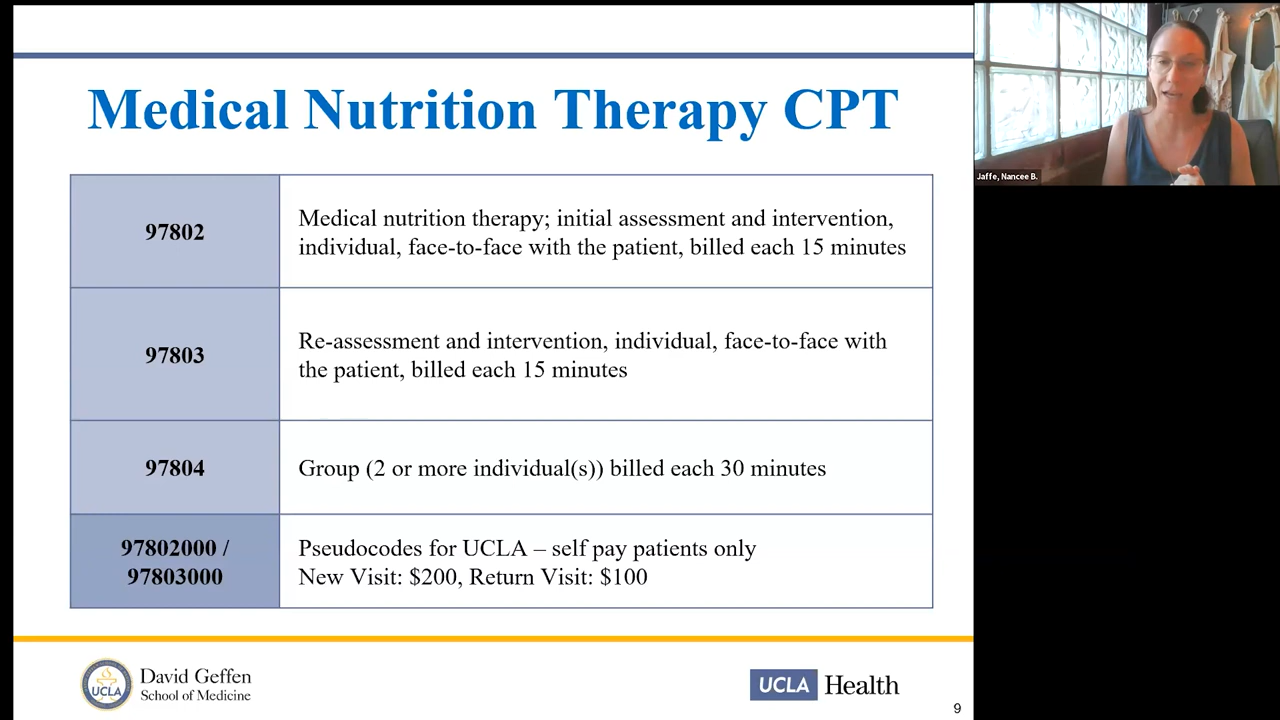 Medical Nutrition Therapy CPT
97802
Medical nutrition therapy; initial assessment and intervention,
individual, face-to-face with the patient, billed each 15 minutes
97803
Re-assessment and intervention, individual, face-to-face with
the patient, billed each 15 minutes
97804
Group (2 or more individual(s)) billed each 30 minutes
97802000 /
97803000
Pseudocodes for UCLA – self pay patients only
New Visit: $200, Return Visit: $100
UCLA
David Geffen
School of Medicine
UCLA Health
9
Jaffe, Nancee B.